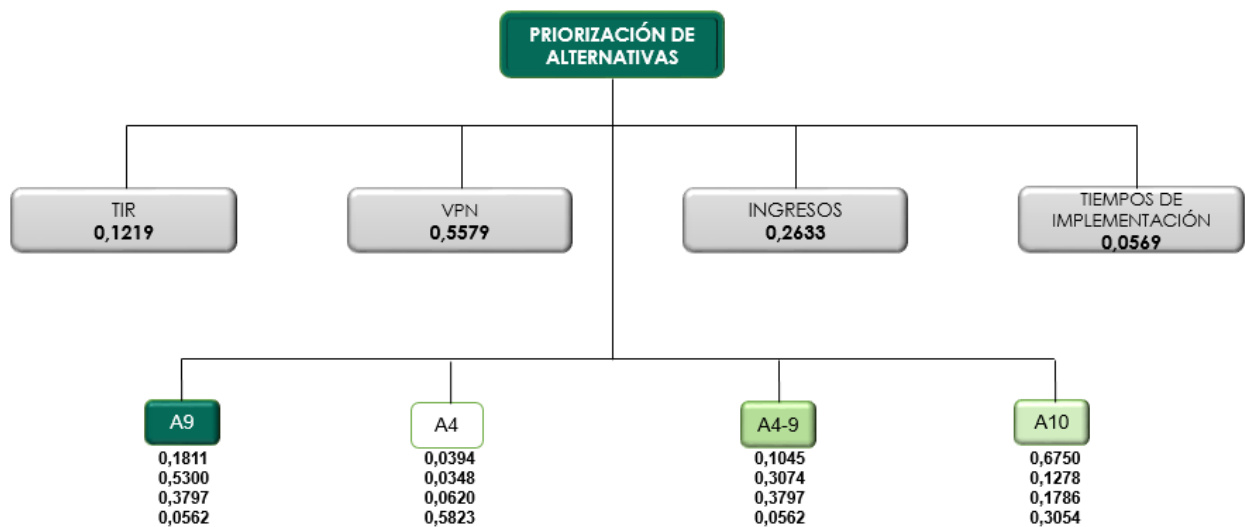 PRIORIZACIÓN DE
ALTERNATIVAS
TIR
0,1219
VPN
0,5579
INGRESOS
0,2633
TIEMPOS DE
IMPLEMENTACIÓN
0,0569
A9
0,1811
0,5300
0,3797
0,0562
A4
0,0394
0,0348
0,0620
0,5823
A4-9
0,1045
0,3074
0,3797
0,0562
A10
0,6750
0,1278
0,1786
0,3054